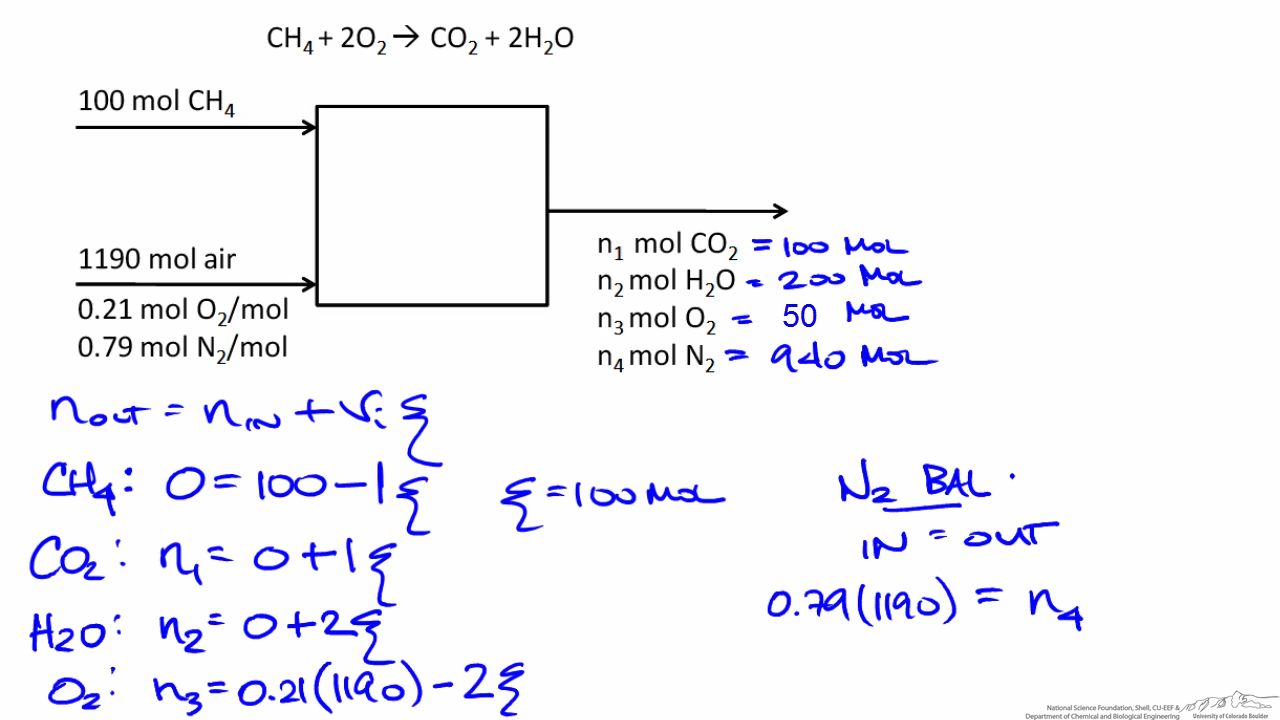 CH₄ + 2O₂ → CO₂ + 2H₂O
100 mol CH₄
1190 mol air
0.21 mol O₂/mol
0.79 mol N₂/mol
n₁ mol CO₂ = 100 MOL
n₂ mol H₂O = 200 MOL
n₃ mol O₂ = 50 MOL
n₄ mol N₂ = 940 MOL
nOUT = nIN + νᵢ ξ
CH₄: 0 = 100 − 1ξ
ξ = 100 MOL
CO₂: n₁ = 0 + 1ξ
H2O: n₂ = 0 + 2ξ
O₂: n₃ = 0.21(1190) − 2ξ
N₂ BAL.
IN = OUT
0.79(1190) = n₄
National Science Foundation, Shell, CU-EEF &
Department of Chemical and Biological Engineering
University of Colorado Boulder